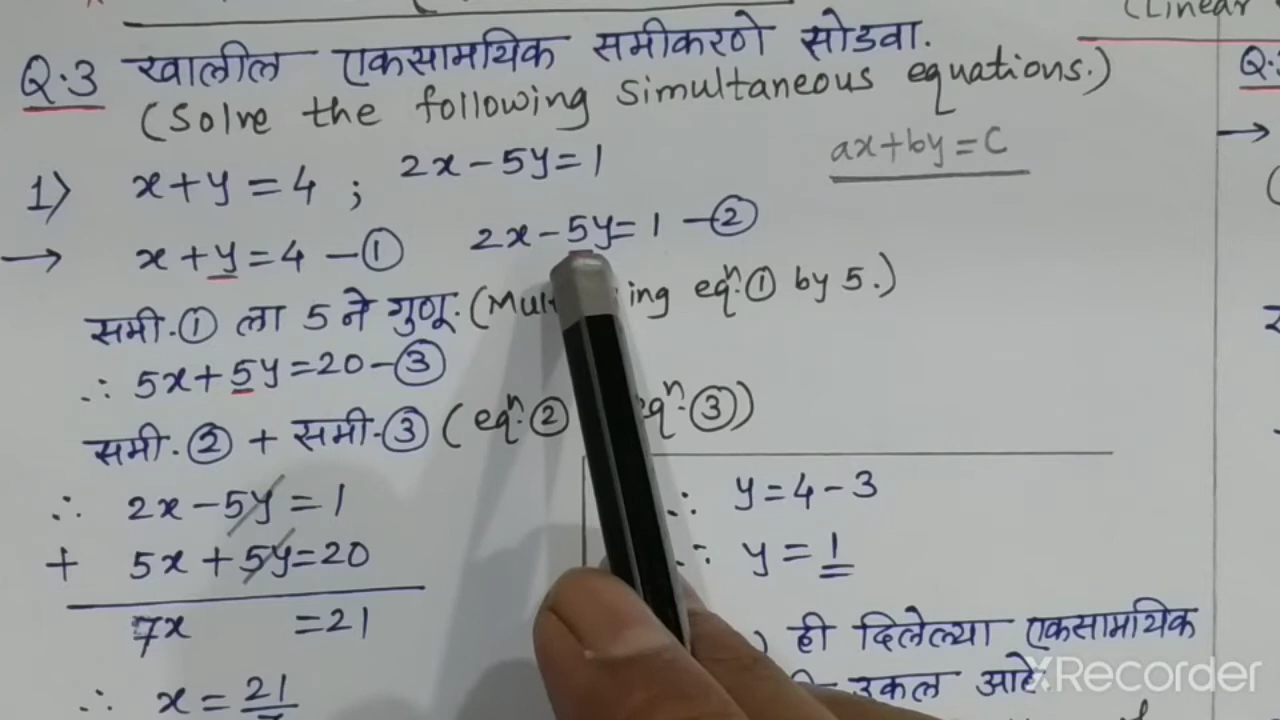 (Linear
Q.3 खालील एकसामयिक समीकरणे सोडवा.
(Solve the following simultaneous equations.)
1) x+y=4 ; 2x-5y=1
ax+by=c
→ x+y=4 -① 2x-5y=1 -②
समी.① ला 5 ने गुणू. (Mul ing eqⁿ.① by 5.)
∴ 5x+5y=20-③
समी.② + समी.③ (eqⁿ.② eqⁿ.③)
∴ 2x-5y=1
+ 5x+5y=20
7x =21
∴ x=21
∴ y=4-3
∴ y=1
ही दिलेल्या एकसामयिक
उकल आहे
Q.
→
XRecorder